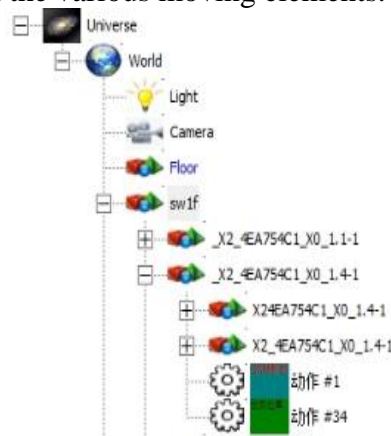 the various moving elements.
Universe
World
Light
Camera
Floor
sw1f
_X2_4EA754C1_X0_1.1-1
_X2_4EA754C1_X0_1.4-1
X24EA754C1_X0_1.4-1
X2_4EA754C1_X0_1.4-1
动作 #1
动作 #34